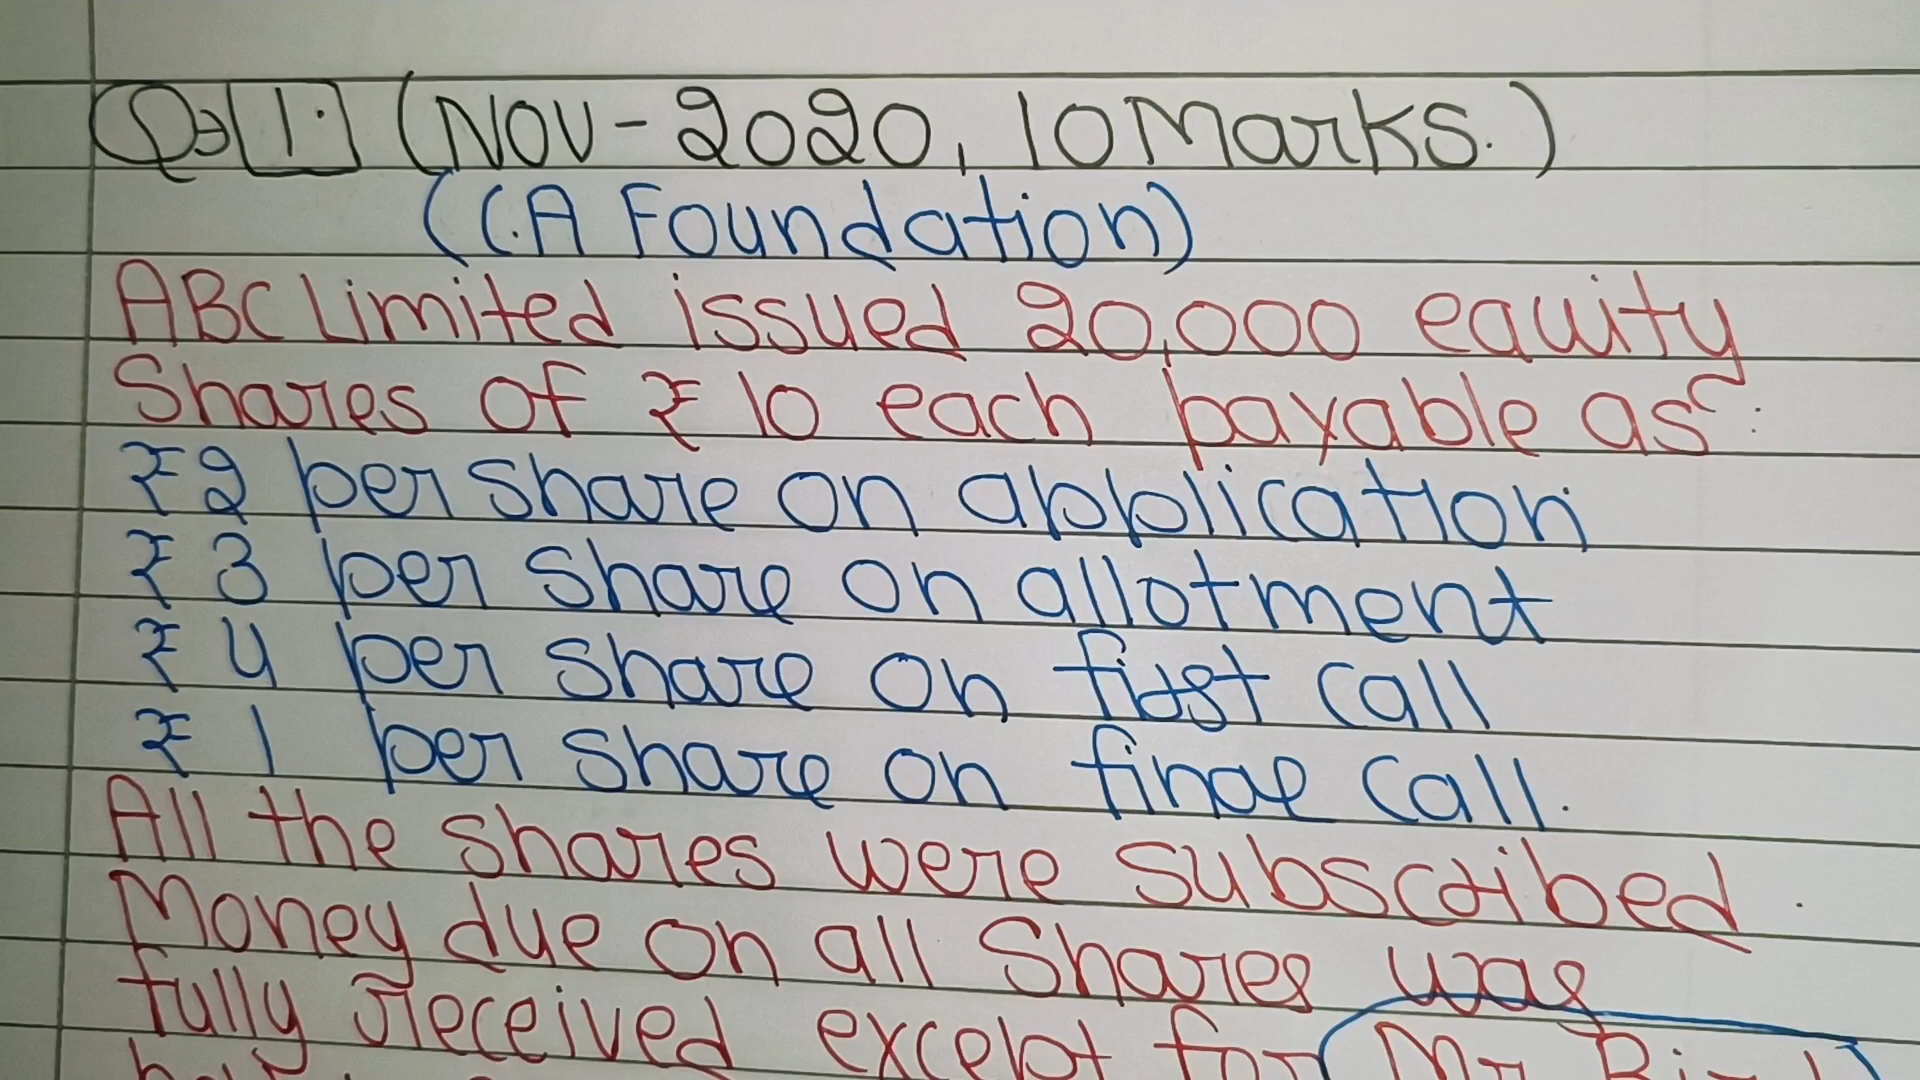 Q⇒ 1. (NOV-2020, 10 Marks.)
(C.A Foundation)
ABC Limited issued 20,000 equity
Shares of ₹ 10 each payable as:
₹ 2 per share on application
₹ 3 per share on allotment
₹ 4 per share on first call
₹ 1 per share on final call.
All the shares were subscribed.
Money due on all Shares was
fully received except for Mr